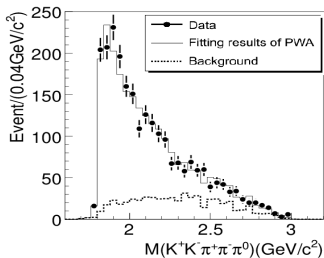 Data
Fitting results of PWA
Background
Event/(0.04GeV/c²)
250
200
150
100
50
0
2
2.5
3
M(K⁺K⁻π⁺π⁻π⁰)(GeV/c²)